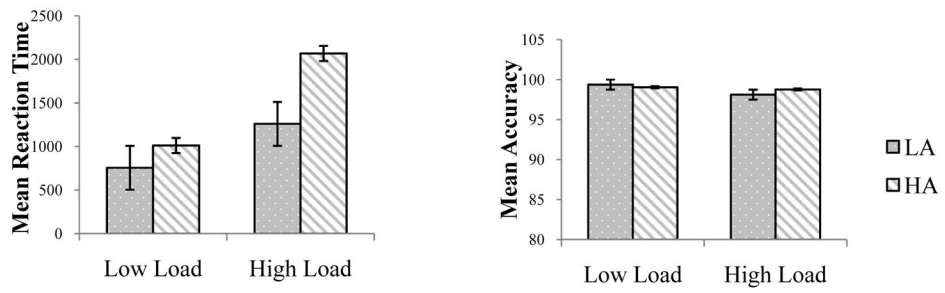 Mean Reaction Time
2500
2000
1500
1000
500
0
Low Load
High Load
Mean Accuracy
105
100
95
90
85
80
Low Load
High Load
LA
HA